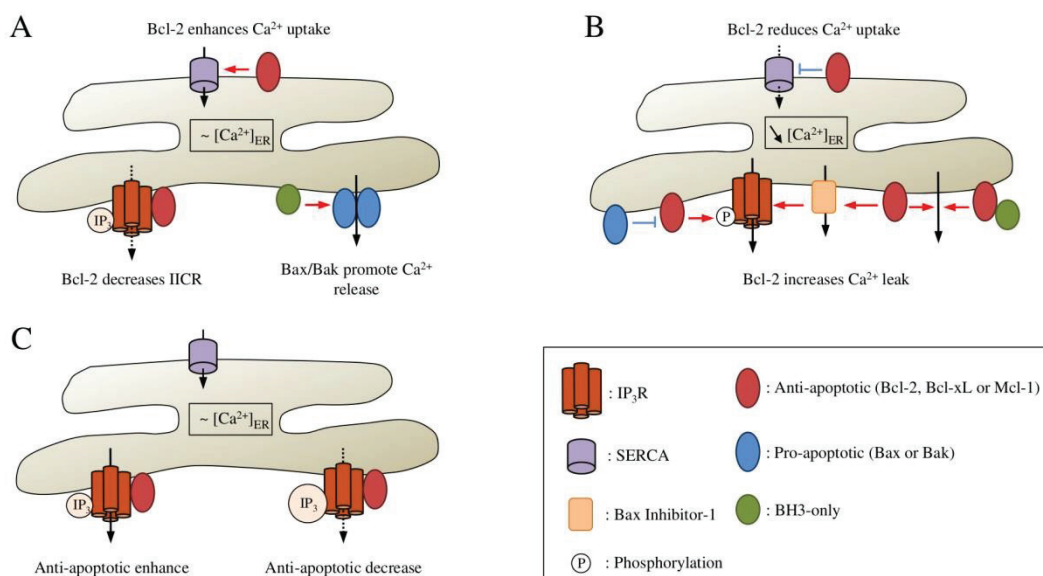 A
Bcl-2 enhances Ca²⁺ uptake
~ [Ca²⁺]ER
IP₃
Bcl-2 decreases IICR
Bax/Bak promote Ca²⁺
release
B
Bcl-2 reduces Ca²⁺ uptake
↘ [Ca²⁺]ER
P
Bcl-2 increases Ca²⁺ leak
C
~ [Ca²⁺]ER
IP₃
IP₃
Anti-apoptotic enhance
Anti-apoptotic decrease
: IP₃R
: Anti-apoptotic (Bcl-2, Bcl-xL or Mcl-1)
: SERCA
: Pro-apoptotic (Bax or Bak)
: Bax Inhibitor-1
: BH3-only
P : Phosphorylation